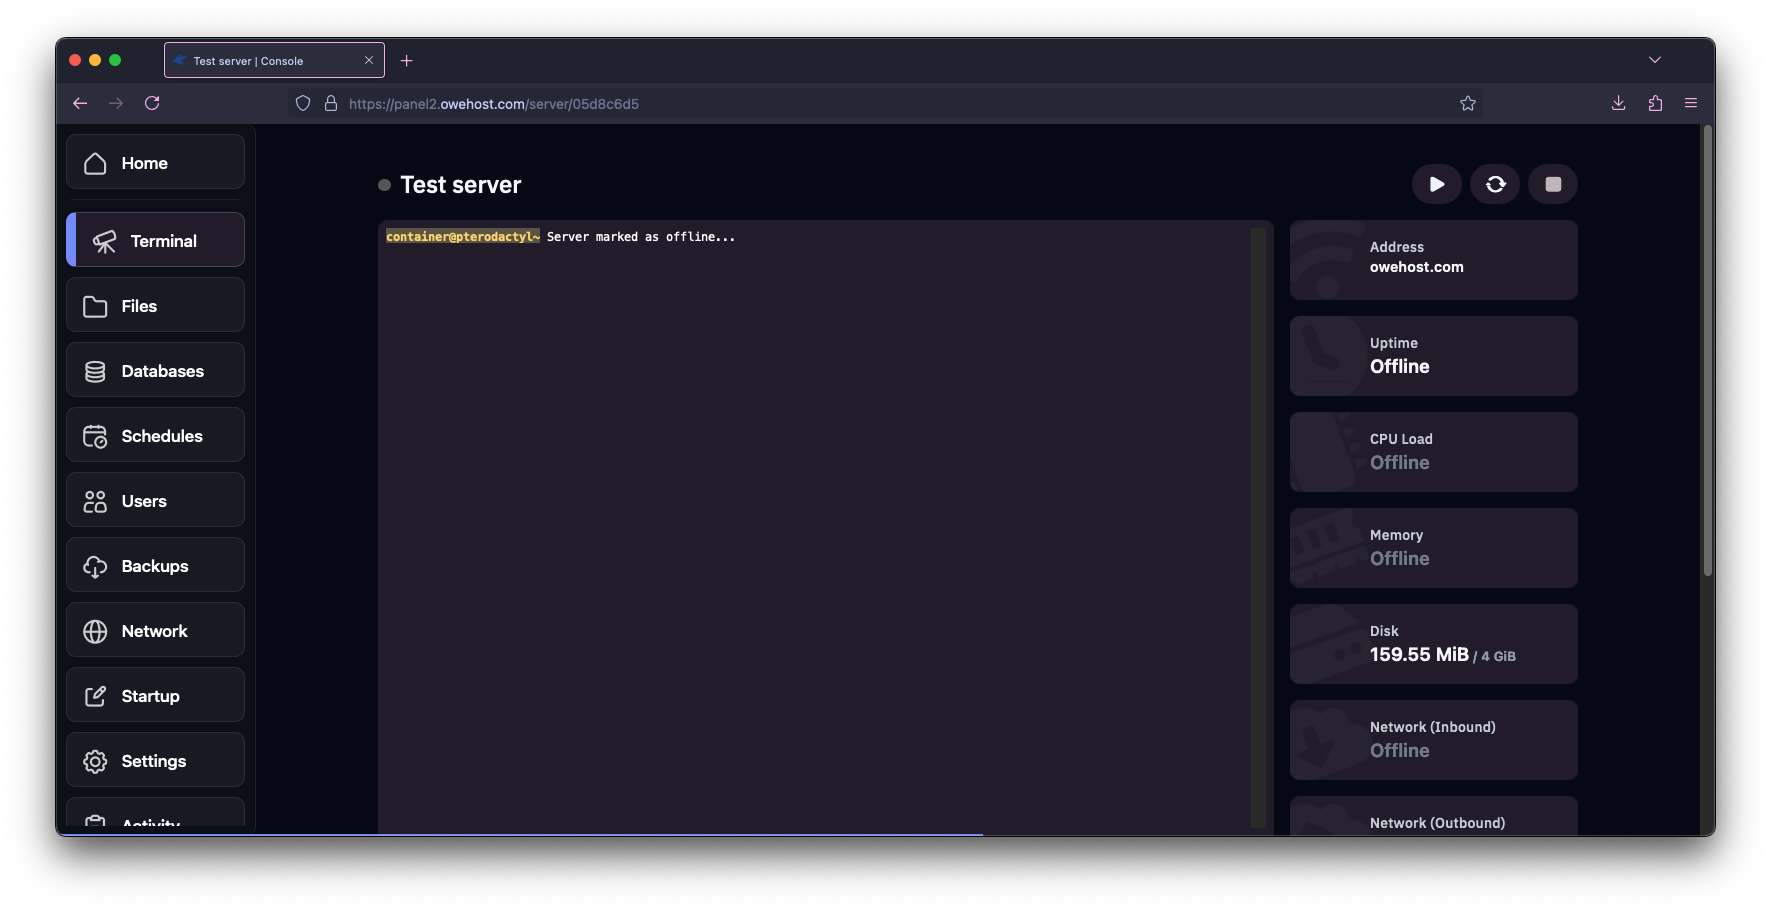 Test server | Console
https://panel2.owehost.com/server/05d8c6d5
Home
Terminal
Files
Databases
Schedules
Users
Backups
Network
Startup
Settings
Activity
Test server
container@pterodactyl~ Server marked as offline...
Address
owehost.com
Uptime
Offline
CPU Load
Offline
Memory
Offline
Disk
159.55 MiB / 4 GiB
Network (Inbound)
Offline
Network (Outbound)